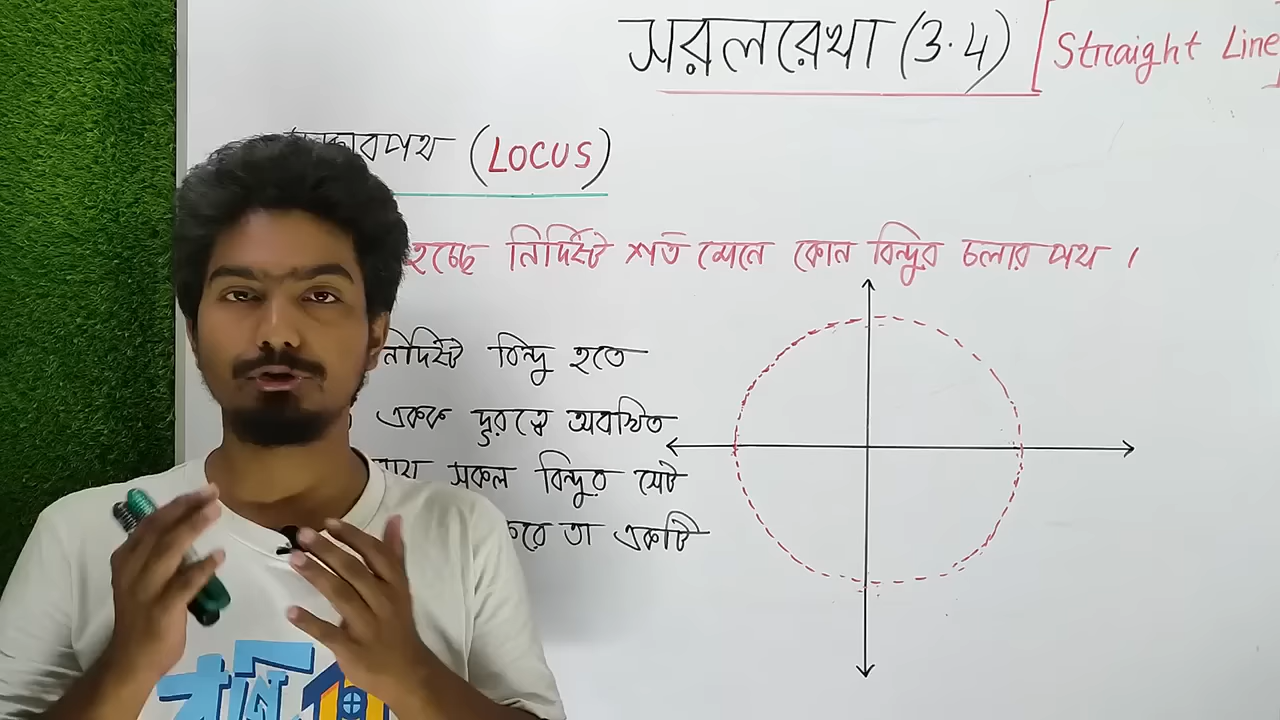 সরলরেখা (3.4) [Straight Line]
(LOCUS)
হচ্ছে নির্দিষ্ট শর্ত মেনে কোন বিন্দুর চলার পথ ।
নির্দিষ্ট বিন্দু হতে
একক দুরত্বে অবস্থিত
সকল বিন্দুর সেট
করে তা একটি